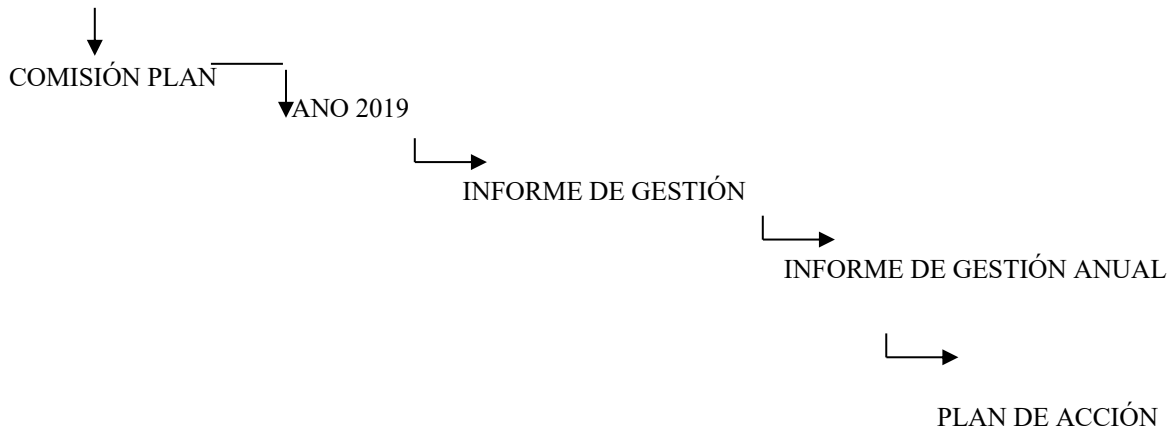 COMISIÓN PLAN
ANO 2019
INFORME DE GESTIÓN
INFORME DE GESTIÓN ANUAL
PLAN DE ACCIÓN